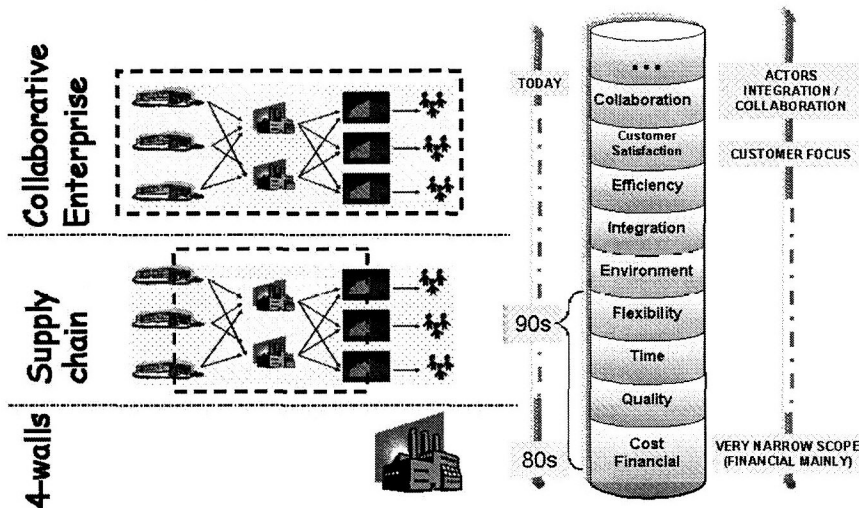 Collaborative
Enterprise
Supply
chain
4-walls
TODAY
90s
80s
...
Collaboration
Customer
Satisfaction
Efficiency
Integration
Environment
Flexibility
Time
Quality
Cost
Financial
ACTORS
INTEGRATION /
COLLABORATION
CUSTOMER FOCUS
VERY NARROW SCOPE
(FINANCIAL MAINLY)